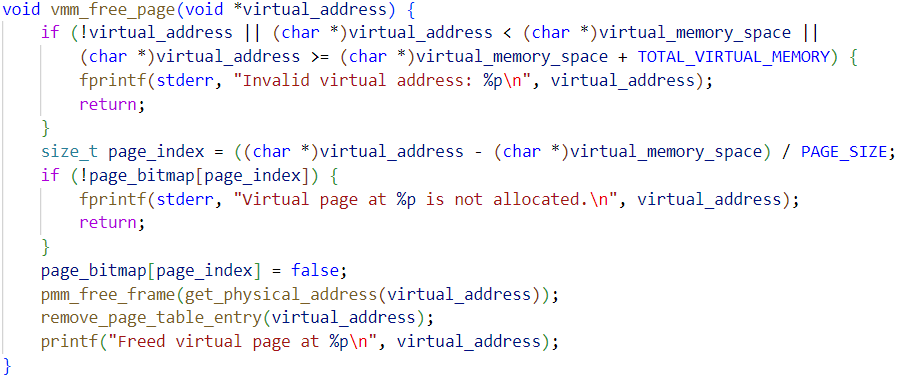 void vmm_free_page(void *virtual_address) {
    if (!virtual_address || (char *)virtual_address < (char *)virtual_memory_space ||
        (char *)virtual_address >= (char *)virtual_memory_space + TOTAL_VIRTUAL_MEMORY) {
        fprintf(stderr, "Invalid virtual address: %p\n", virtual_address);
        return;
    }
    size_t page_index = ((char *)virtual_address - (char *)virtual_memory_space) / PAGE_SIZE;
    if (!page_bitmap[page_index]) {
        fprintf(stderr, "Virtual page at %p is not allocated.\n", virtual_address);
        return;
    }
    page_bitmap[page_index] = false;
    pmm_free_frame(get_physical_address(virtual_address));
    remove_page_table_entry(virtual_address);
    printf("Freed virtual page at %p\n", virtual_address);
}